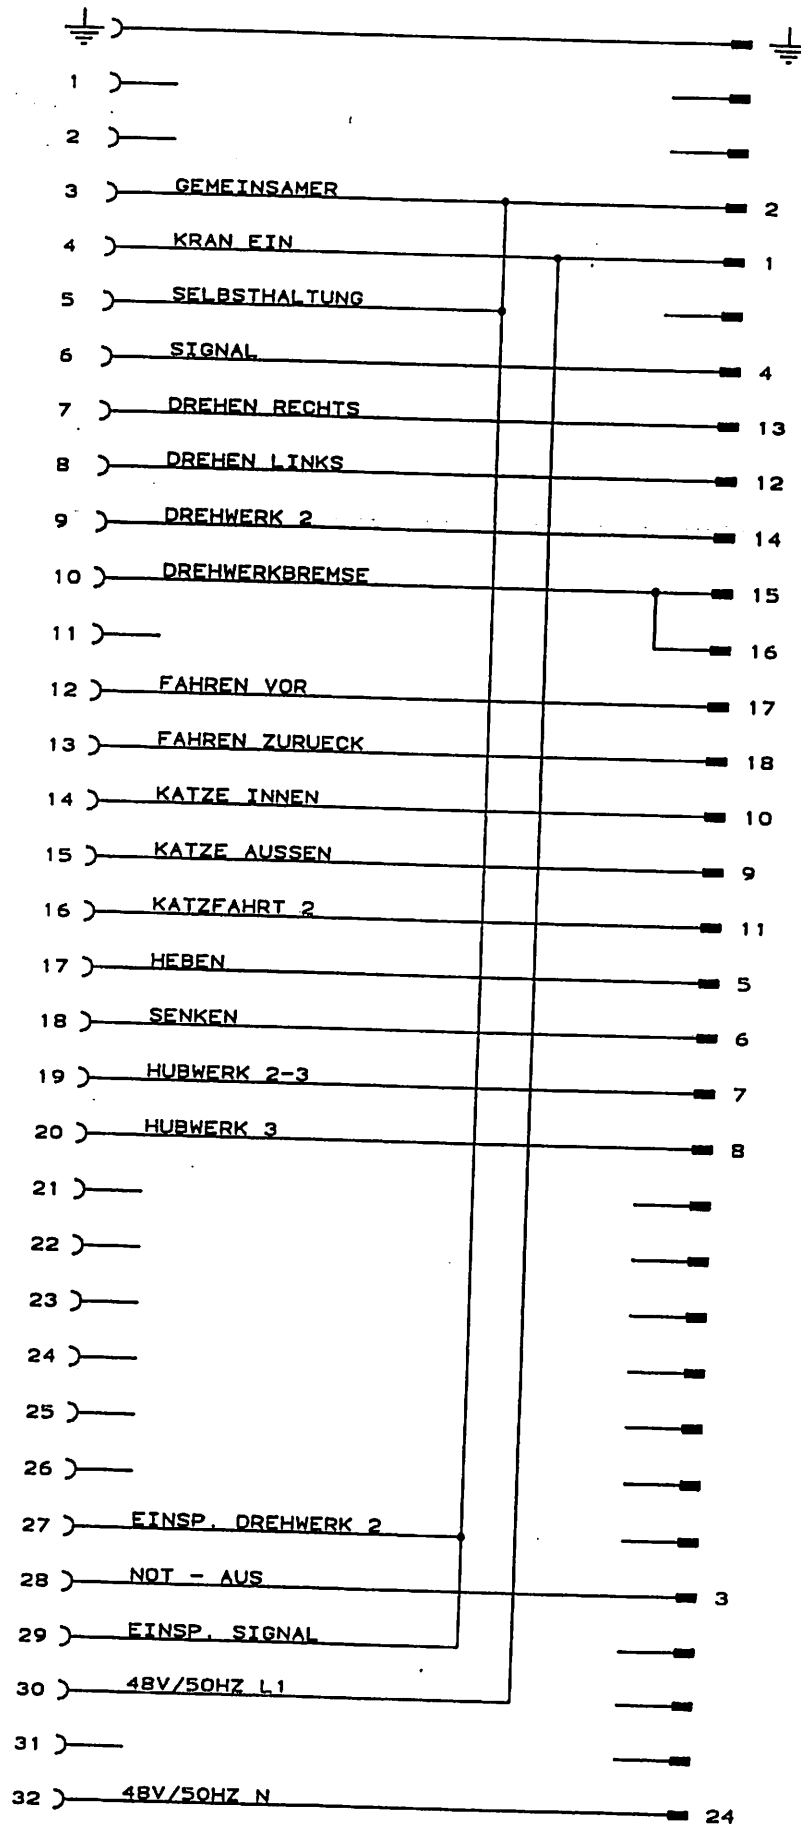 1
2
3 GEMEINSAMER 2
4 KRAN EIN 1
5 SELBSTHALTUNG
6 SIGNAL 4
7 DREHEN RECHTS 13
8 DREHEN LINKS 12
9 DREHWERK 2 14
10 DREHWERKBREMSE 15
11 16
12 FAHREN VOR 17
13 FAHREN ZURUECK 18
14 KATZE INNEN 10
15 KATZE AUSSEN 9
16 KATZFAHRT 2 11
17 HEBEN 5
18 SENKEN 6
19 HUBWERK 2-3 7
20 HUBWERK 3 8
21
22
23
24
25
26
27 EINSP. DREHWERK 2
28 NOT - AUS 3
29 EINSP. SIGNAL
30 48V/50HZ L1
31
32 48V/50HZ N 24